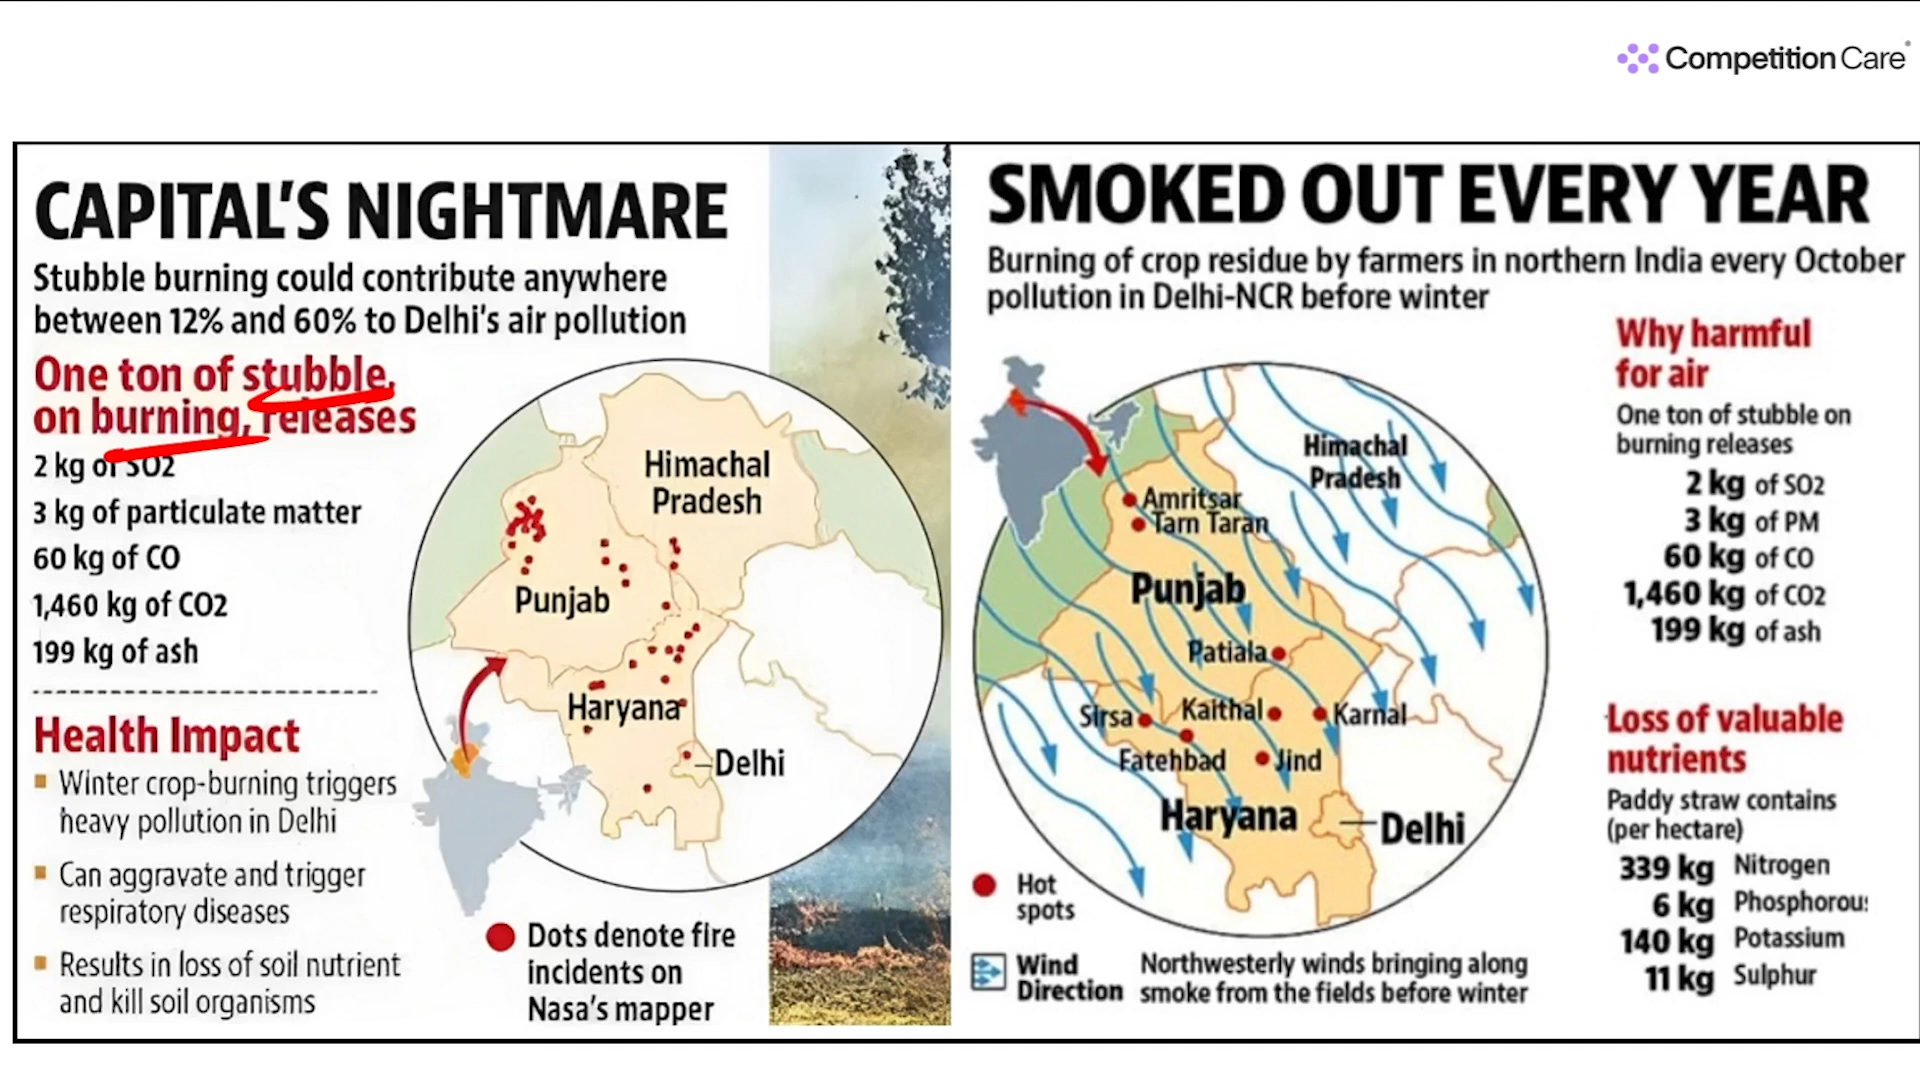 Competition Care
CAPITAL'S NIGHTMARE
Stubble burning could contribute anywhere
between 12% and 60% to Delhi's air pollution
One ton of stubble,
on burning, releases
2 kg of SO2
3 kg of particulate matter
60 kg of CO
1,460 kg of CO2
199 kg of ash
Health Impact
Winter crop-burning triggers
heavy pollution in Delhi
Can aggravate and trigger
respiratory diseases
Results in loss of soil nutrient
and kill soil organisms
Himachal
Pradesh
Punjab
Haryana
Delhi
Dots denote fire
incidents on
Nasa's mapper
SMOKED OUT EVERY YEAR
Burning of crop residue by farmers in northern India every October
pollution in Delhi-NCR before winter
Himachal
Pradesh
Amritsar
Tarn Taran
Punjab
Patiala
Sirsa
Kaithal
Karnal
Fatehbad
Jind
Haryana
Delhi
Hot
spots
Wind
Direction
Northwesterly winds bringing along
smoke from the fields before winter
Why harmful
for air
One ton of stubble on
burning releases
2 kg of SO2
3 kg of PM
60 kg of CO
1,460 kg of CO2
199 kg of ash
Loss of valuable
nutrients
Paddy straw contains
(per hectare)
339 kg Nitrogen
6 kg Phosphorou
140 kg Potassium
11 kg Sulphur